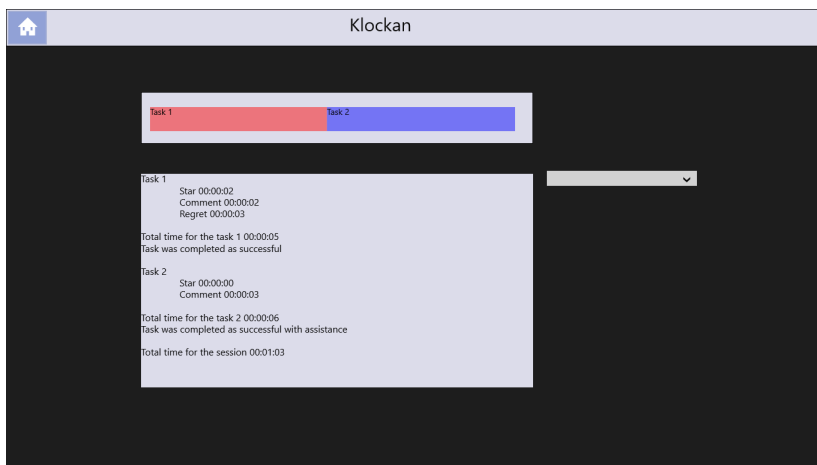 Klockan
Task 1
Task 2
Task 1
Star 00:00:02
Comment 00:00:02
Regret 00:00:03
Total time for the task 1 00:00:05
Task was completed as successful
Task 2
Star 00:00:00
Comment 00:00:03
Total time for the task 2 00:00:06
Task was completed as successful with assistance
Total time for the session 00:01:03